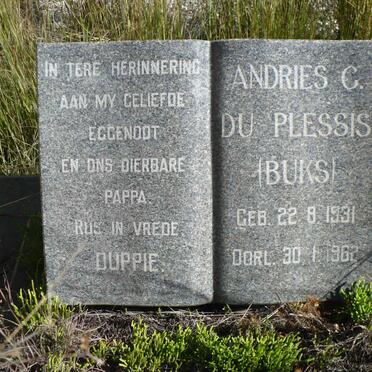 IN TERE HERINNERING
AAN MY GELIEFDE
EGGENOOT
EN ONS DIERBARE
PAPPA
RUS IN VREDE
DUPPIE.
ANDRIES C.
DU PLESSIS
(BUKS)
GEB. 22·8·1931
OORL. 30·1·1962